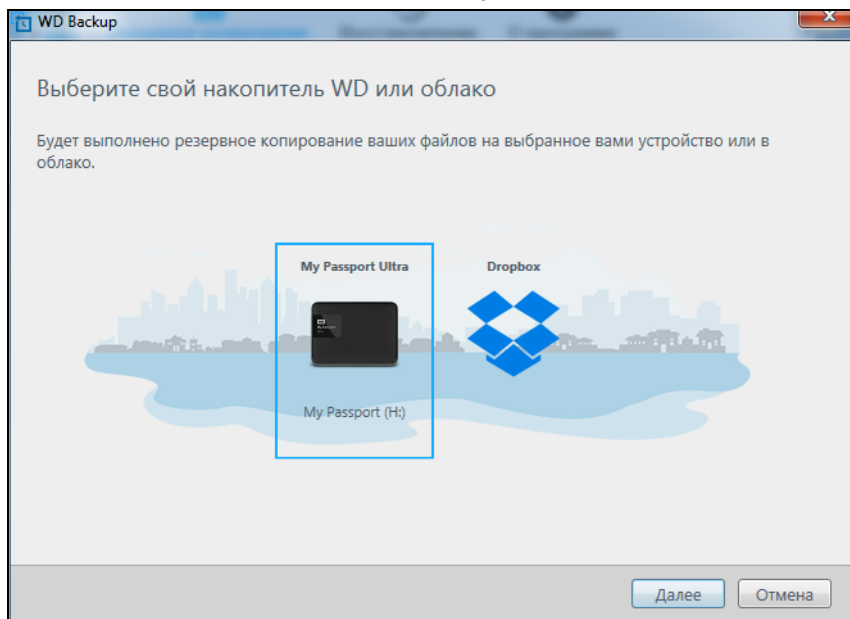 WD Backup
Выберите свой накопитель WD или облако
Будет выполнено резервное копирование ваших файлов на выбранное вами устройство или в
облако.
My Passport Ultra
Dropbox
My Passport (H:)
Далее
Отмена